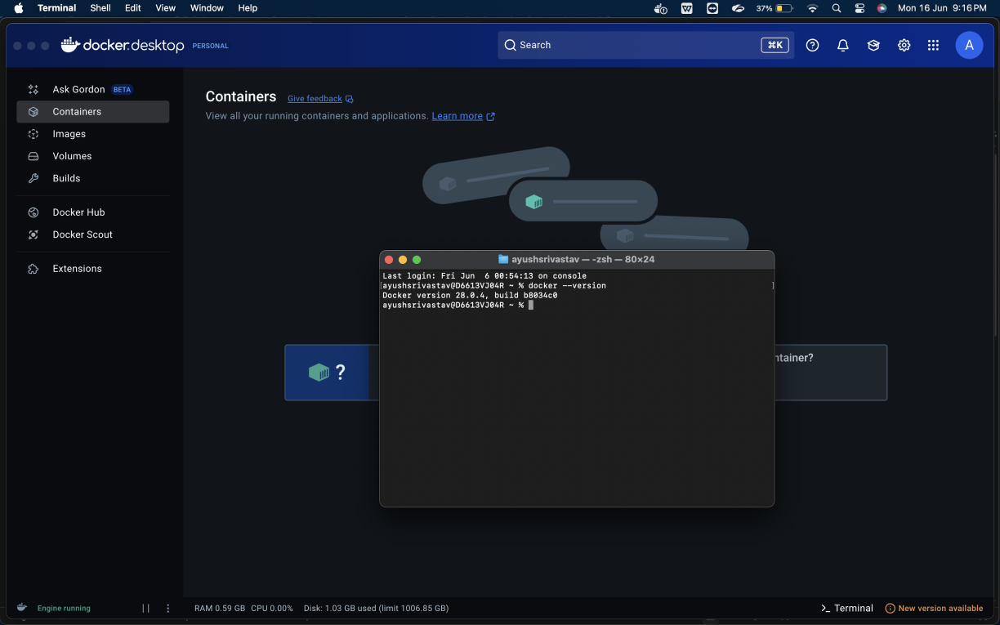 Terminal Shell Edit View Window Help 37% Mon 16 Jun 9:16 PM
docker desktop PERSONAL Search ⌘K A
Ask Gordon BETA
Containers
Images
Volumes
Builds
Docker Hub
Docker Scout
Extensions
Containers Give feedback
View all your running containers and applications. Learn more
ayushsrivastav — -zsh — 80×24
Last login: Fri Jun  6 00:54:13 on console
[ayushsrivastav@D6613VJ04R ~ % docker --version ]
Docker version 28.0.4, build b8034c0
ayushsrivastav@D6613VJ04R ~ %
? ntainer?
Engine running RAM 0.59 GB CPU 0.00% Disk: 1.03 GB used (limit 1006.85 GB) >_ Terminal New version available